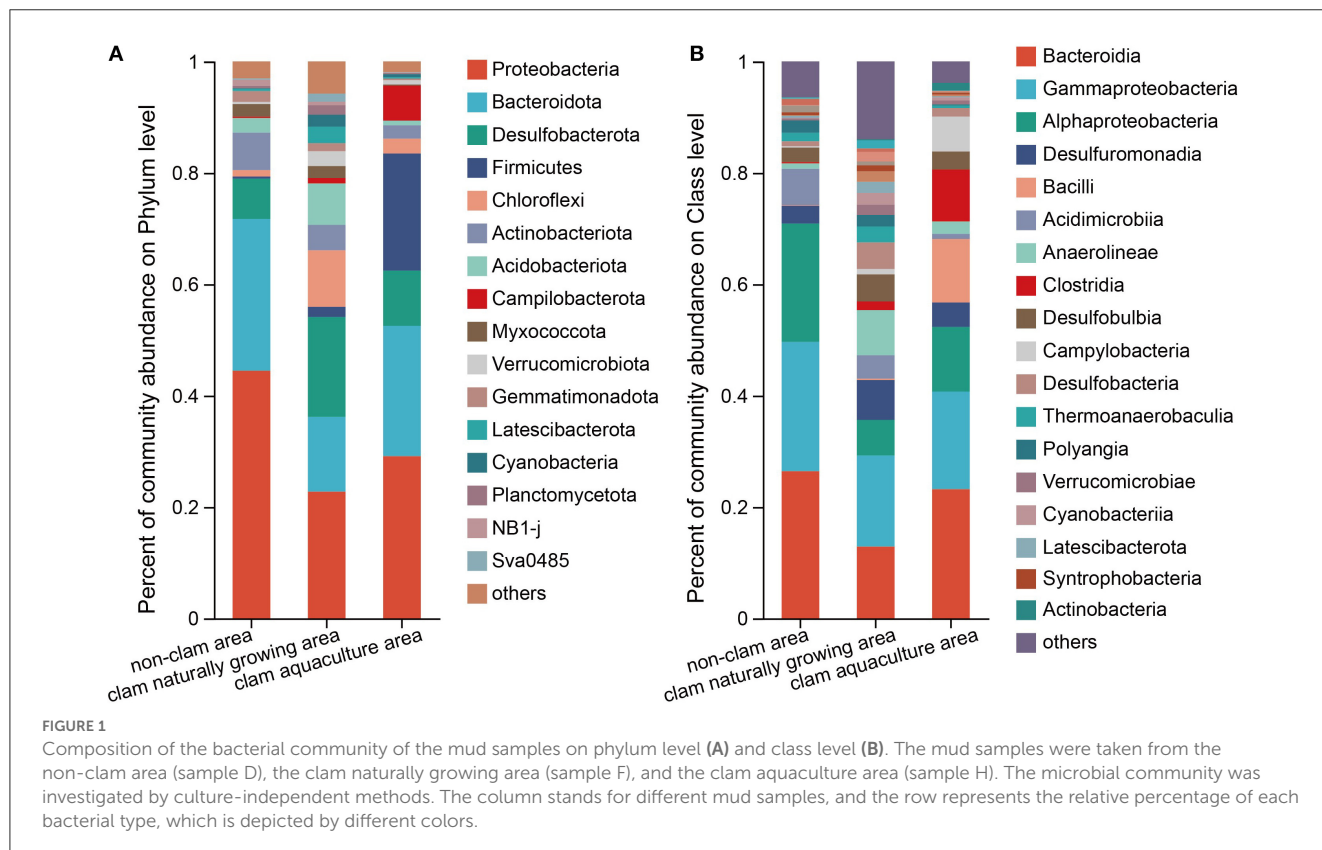 A
Percent of community abundance on Phylum level
1
0.8
0.6
0.4
0.2
0
non-clam area
clam naturally growing area
clam aquaculture area
Proteobacteria
Bacteroidota
Desulfobacterota
Firmicutes
Chloroflexi
Actinobacteriota
Acidobacteriota
Campilobacterota
Myxococcota
Verrucomicrobiota
Gemmatimonadota
Latescibacterota
Cyanobacteria
Planctomycetota
NB1-j
Sva0485
others
B
Percent of community abundance on Class level
1
0.8
0.6
0.4
0.2
0
non-clam area
clam naturally growing area
clam aquaculture area
Bacteroidia
Gammaproteobacteria
Alphaproteobacteria
Desulfuromonadia
Bacilli
Acidimicrobiia
Anaerolineae
Clostridia
Desulfobulbia
Campylobacteria
Desulfobacteria
Thermoanaerobaculia
Polyangia
Verrucomicrobiae
Cyanobacteriia
Latescibacterota
Syntrophobacteria
Actinobacteria
others
FIGURE 1
Composition of the bacterial community of the mud samples on phylum level (A) and class level (B). The mud samples were taken from the
non-clam area (sample D), the clam naturally growing area (sample F), and the clam aquaculture area (sample H). The microbial community was
investigated by culture-independent methods. The column stands for different mud samples, and the row represents the relative percentage of each
bacterial type, which is depicted by different colors.